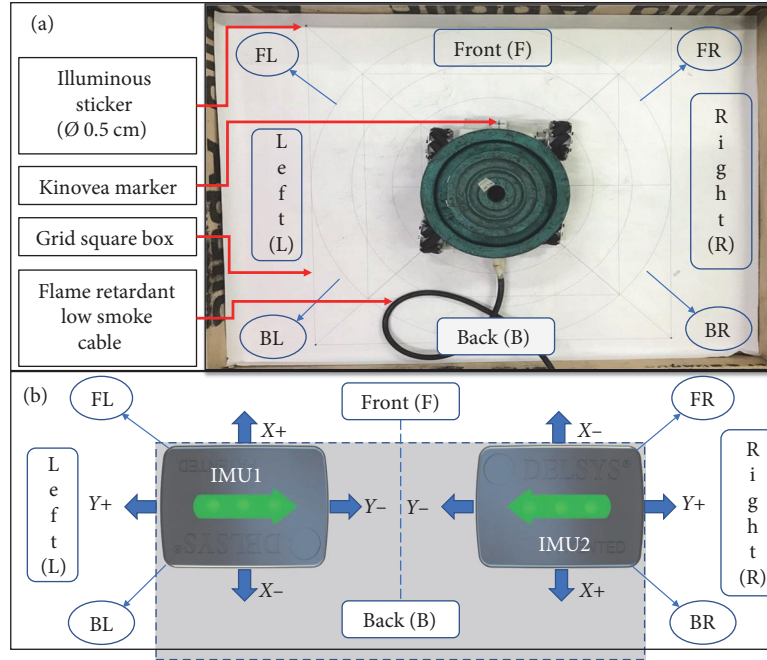 (a)
FL
Front (F)
FR
Illuminous
sticker
(Ø 0.5 cm)
L
e
f
t
(L)
R
i
g
h
t
(R)
Kinovea marker
Grid square box
Flame retardant
low smoke
cable
BL
Back (B)
BR
(b)
FL
Front (F)
FR
X+
X–
L
e
f
t
(L)
IMU1
DELSYS®
R
i
g
h
t
(R)
Y+
Y–
Y–
Y+
DELSYS®
IMU2
X–
X+
BL
Back (B)
BR